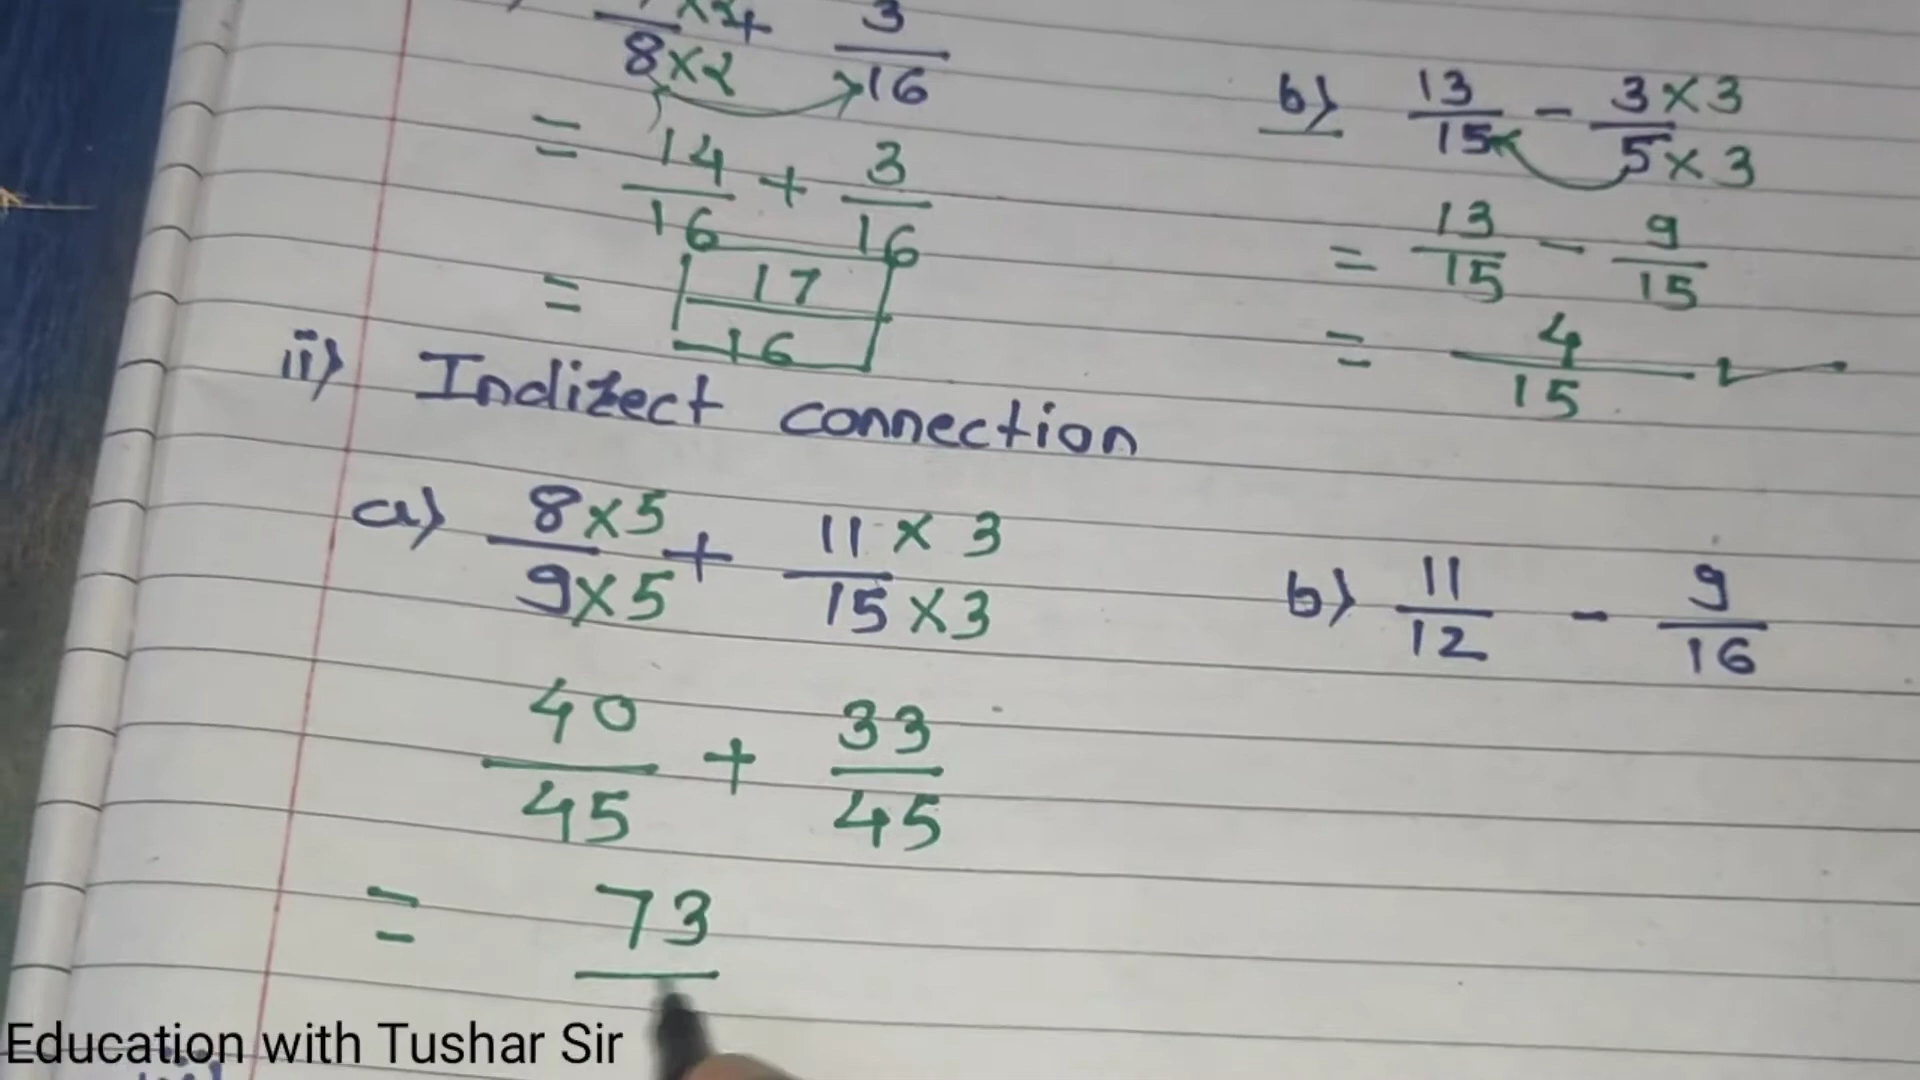 8×2 16
= 14/16 + 3/16
= 17/16
b) 13/15 - 3×3/5×3
= 13/15 - 9/15
= 4/15
ii) Indirect connection
a) 8×5/9×5 + 11×3/15×3
40/45 + 33/45
= 73
b) 11/12 - 9/16
Education with Tushar Sir